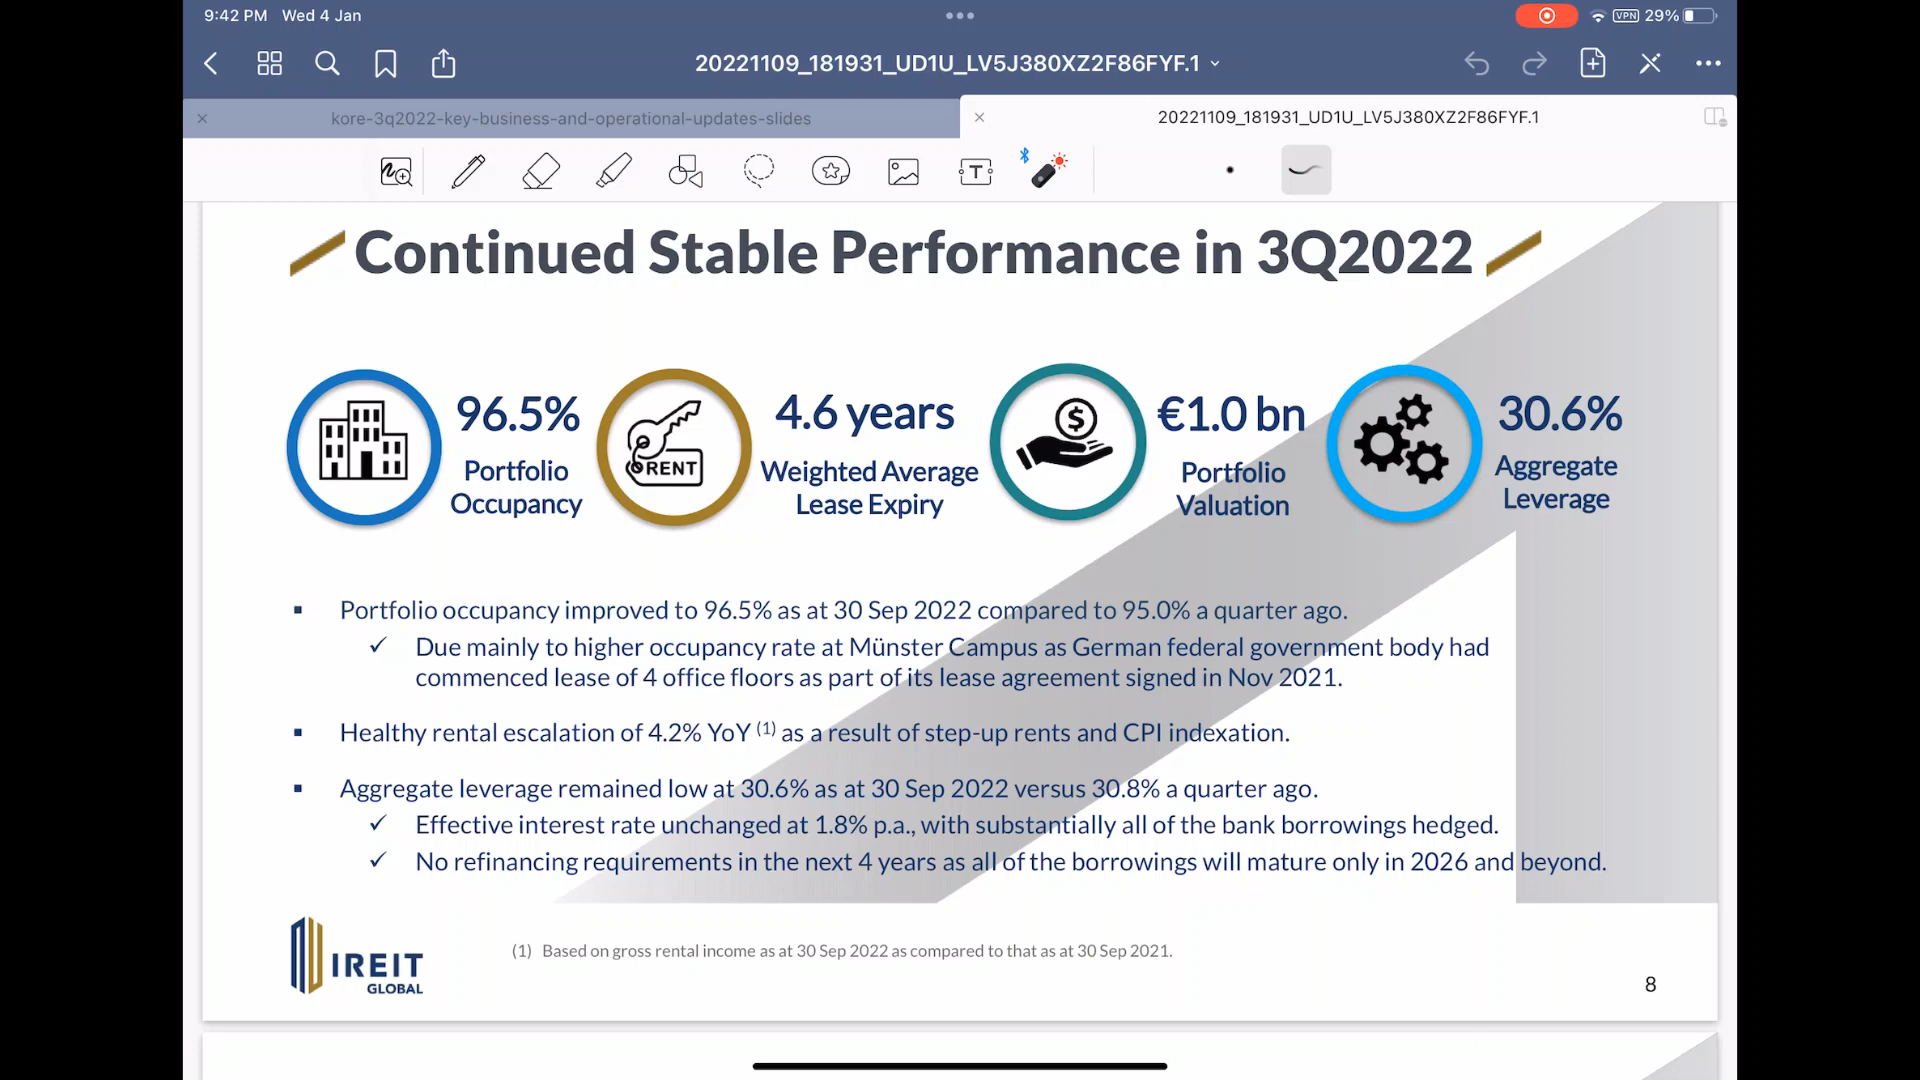 9:42 PM Wed 4 Jan
VPN 29%
20221109_181931_UD1U_LV5J380XZ2F86FYF.1
kore-3q2022-key-business-and-operational-updates-slides
20221109_181931_UD1U_LV5J380XZ2F86FYF.1
T
Continued Stable Performance in 3Q2022
96.5%
Portfolio
Occupancy
RENT
4.6 years
Weighted Average
Lease Expiry
$
€1.0 bn
Portfolio
Valuation
30.6%
Aggregate
Leverage
▪ Portfolio occupancy improved to 96.5% as at 30 Sep 2022 compared to 95.0% a quarter ago.
✓ Due mainly to higher occupancy rate at Münster Campus as German federal government body had
commenced lease of 4 office floors as part of its lease agreement signed in Nov 2021.
▪ Healthy rental escalation of 4.2% YoY (1) as a result of step-up rents and CPI indexation.
▪ Aggregate leverage remained low at 30.6% as at 30 Sep 2022 versus 30.8% a quarter ago.
✓ Effective interest rate unchanged at 1.8% p.a., with substantially all of the bank borrowings hedged.
✓ No refinancing requirements in the next 4 years as all of the borrowings will mature only in 2026 and beyond.
IREIT
GLOBAL
(1) Based on gross rental income as at 30 Sep 2022 as compared to that as at 30 Sep 2021.
8